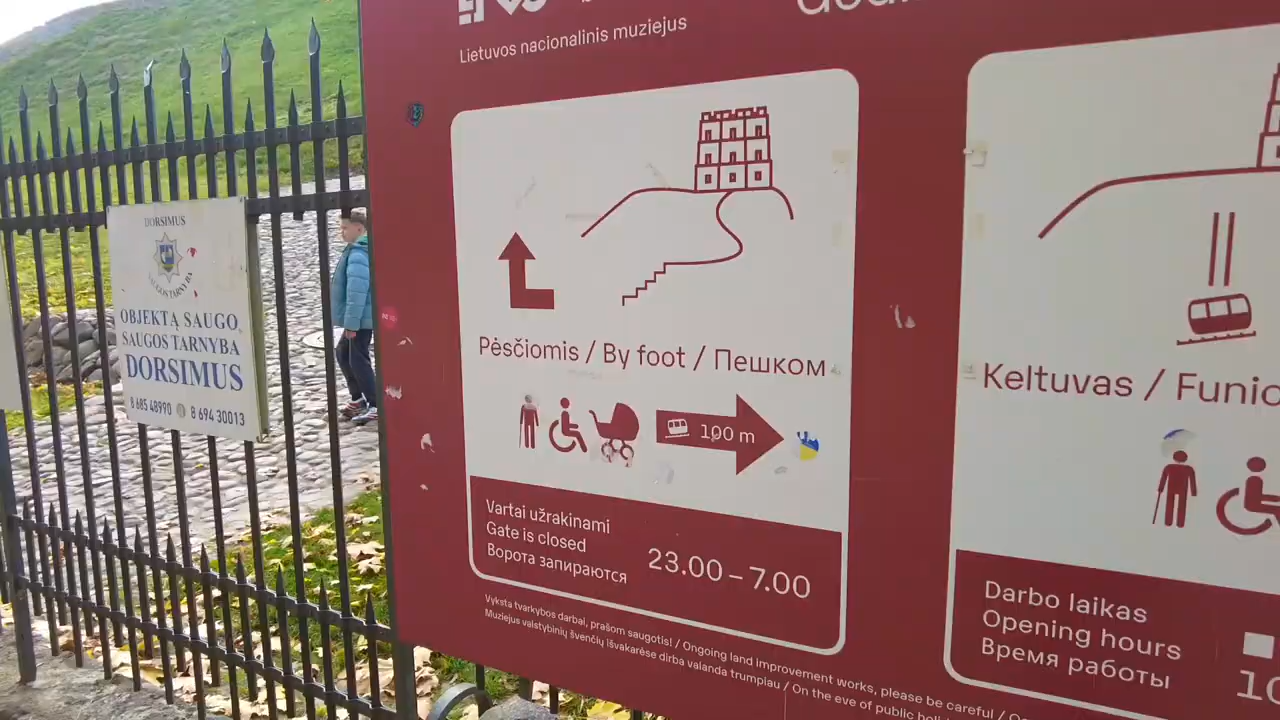 DORSIMUS
SAUGOS TARNYBA
OBJEKTĄ SAUGO
SAUGOS TARNYBA
DORSIMUS
8 685 48990 8 694 30013
Lietuvos nacionalinis muziejus
Pėsčiomis / By foot / Пешком
100 m
Vartai užrakinami
Gate is closed
Ворота запираются
23.00 – 7.00
Vyksta tvarkybos darbai, prašom saugotis! / Ongoing land improvement works, please be careful /
Muziejus valstybinių švenčių išvakarėse dirba valanda trumpiau / On the eve of public
Keltuvas /
Darbo laikas
Opening hours
Время работы